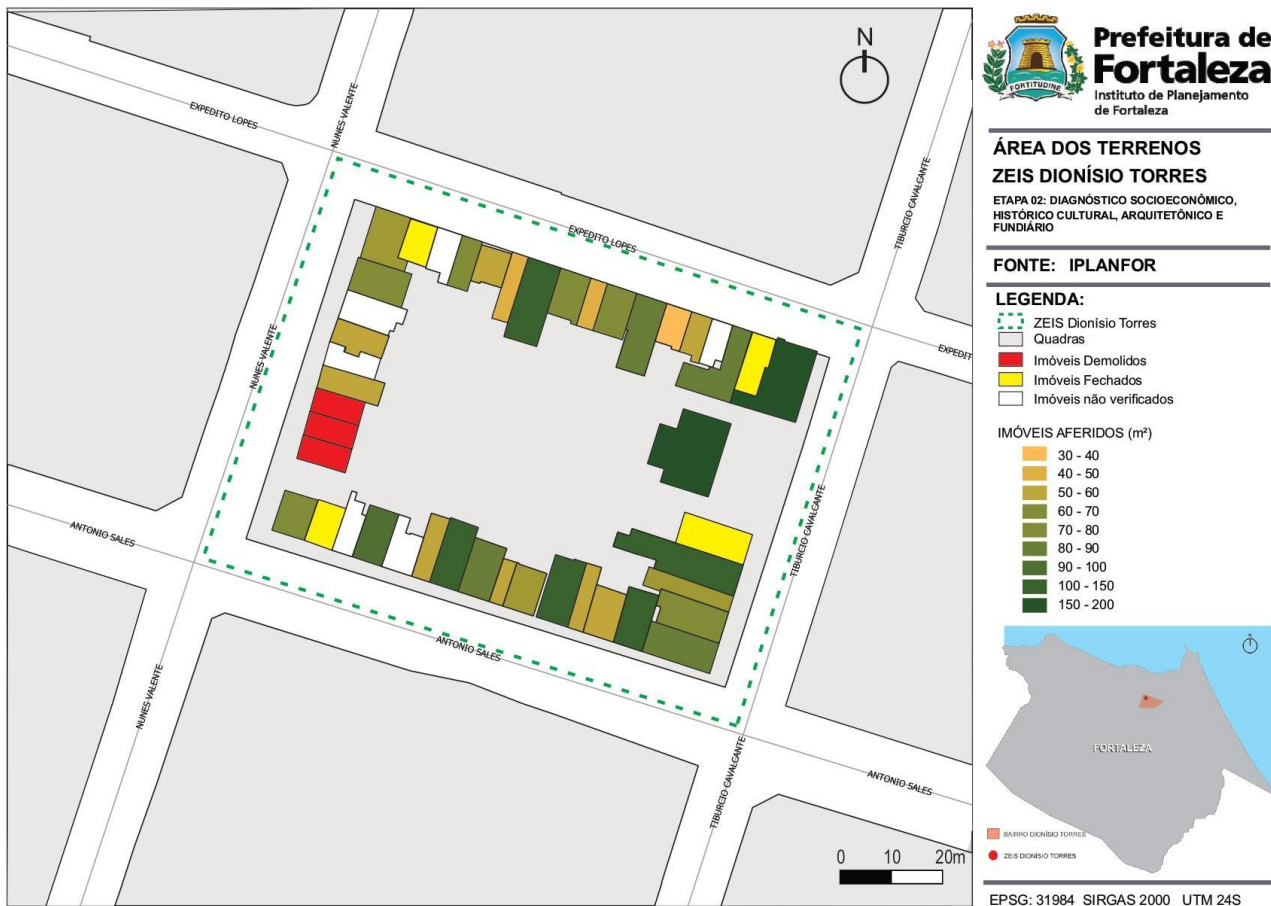 N
EXPEDITO LOPES
NUNES VALENTE
TIBURCIO CAVALCANTE
EXPEDITO LOPES
EXPEDIT
NUNES VALENTE
TIBURCIO CAVALCANTE
ANTONIO SALES
ANTONIO SALES
NUNES VALENTE
TIBURCIO CAVALCANTE
ANTONIO SALES
0 10 20m
FORTITUDINE
Prefeitura de
Fortaleza
Instituto de Planejamento
de Fortaleza
ÁREA DOS TERRENOS
ZEIS DIONÍSIO TORRES
ETAPA 02: DIAGNÓSTICO SOCIOECONÔMICO,
HISTÓRICO CULTURAL, ARQUITETÔNICO E
FUNDIÁRIO
FONTE: IPLANFOR
LEGENDA:
ZEIS Dionísio Torres
Quadras
Imóveis Demolidos
Imóveis Fechados
Imóveis não verificados
IMÓVEIS AFERIDOS (m²)
30 - 40
40 - 50
50 - 60
60 - 70
70 - 80
80 - 90
90 - 100
100 - 150
150 - 200
N
FORTALEZA
BAIRRO DIONÍSIO TORRES
ZEIS DIONÍSIO TORRES
EPSG: 31984 SIRGAS 2000 UTM 24S